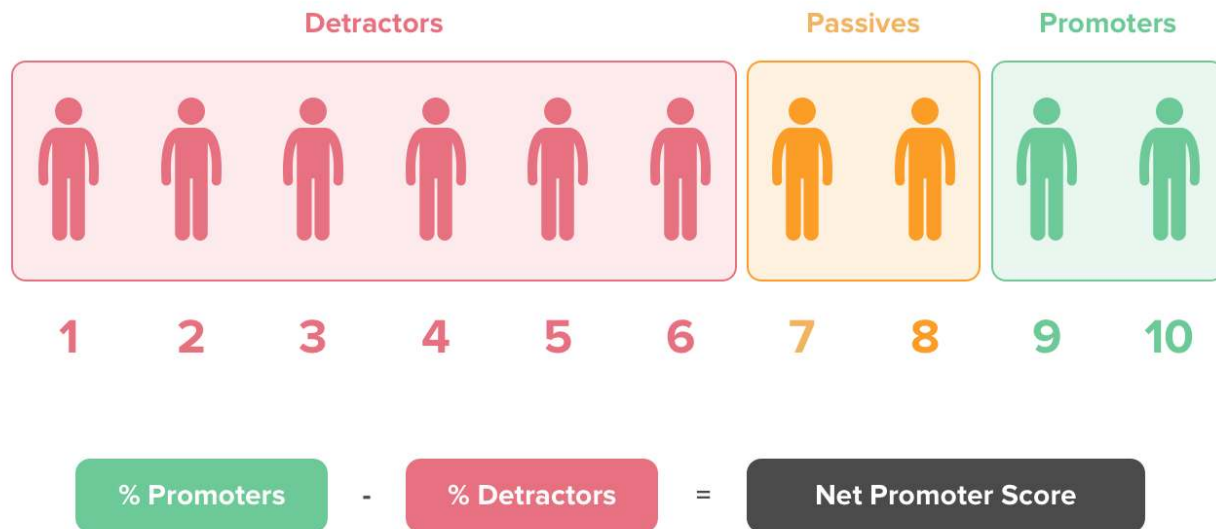 Detractors Passives Promoters
1 2 3 4 5 6 7 8 9 10
% Promoters - % Detractors = Net Promoter Score